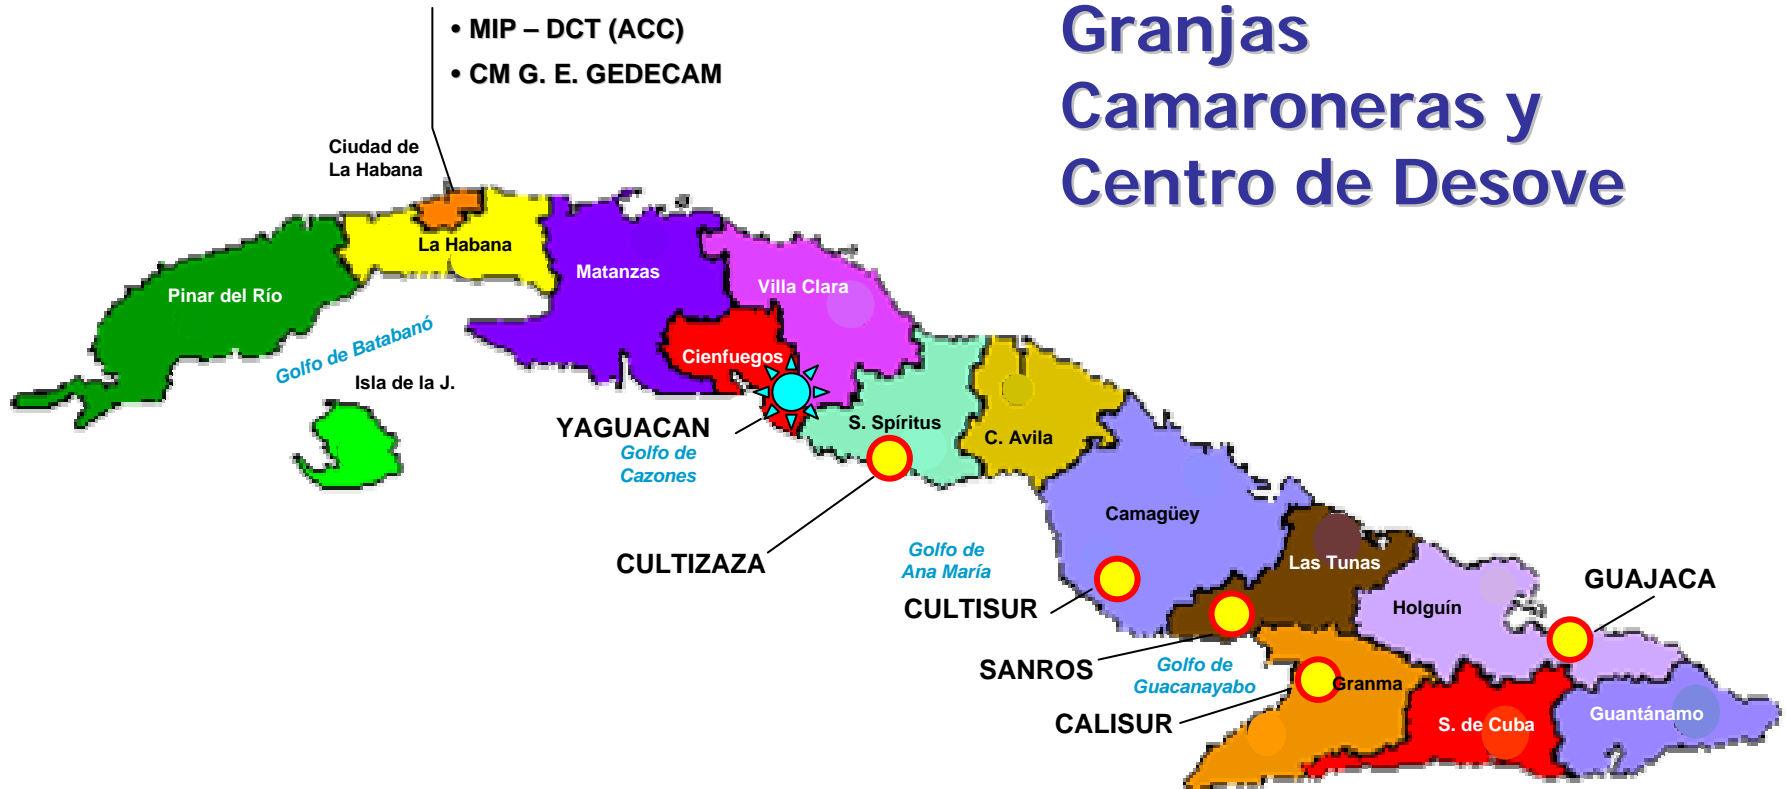 • MIP – DCT (ACC)
• CM G. E. GEDECAM
Granjas
Camaroneras y
Centro de Desove
Ciudad de
La Habana
La Habana
Pinar del Río
Matanzas
Villa Clara
Golfo de Batabanó
Cienfuegos
Isla de la J.
YAGUACAN
Golfo de
Cazones
S. Spíritus
C. Avila
CULTIZAZA
Camagüey
Golfo de
Ana María
CULTISUR
Las Tunas
Holguín
GUAJACA
SANROS
Golfo de
Guacanayabo
Granma
CALISUR
S. de Cuba
Guantánamo